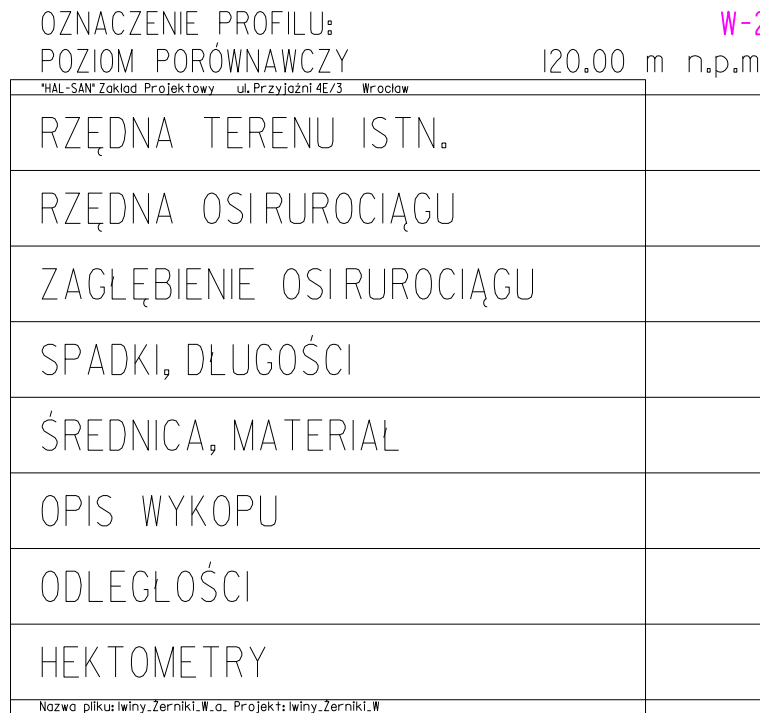 OZNACZENIE PROFILU: W-2
POZIOM PORÓWNAWCZY 120.00 m n.p.m
"HAL-SAN" Zakład Projektowy ul. Przyjaźni 4E/3 Wrocław
RZĘDNA TERENU ISTN.
RZĘDNA OSI RUROCIĄGU
ZAGŁĘBIENIE OSI RUROCIĄGU
SPADKI, DŁUGOŚCI
ŚREDNICA, MATERIAŁ
OPIS WYKOPU
ODLEGŁOŚCI
HEKTOMETRY
Nazwa pliku: Iwiny_Żerniki_W_a_ Projekt: Iwiny_Żerniki_W